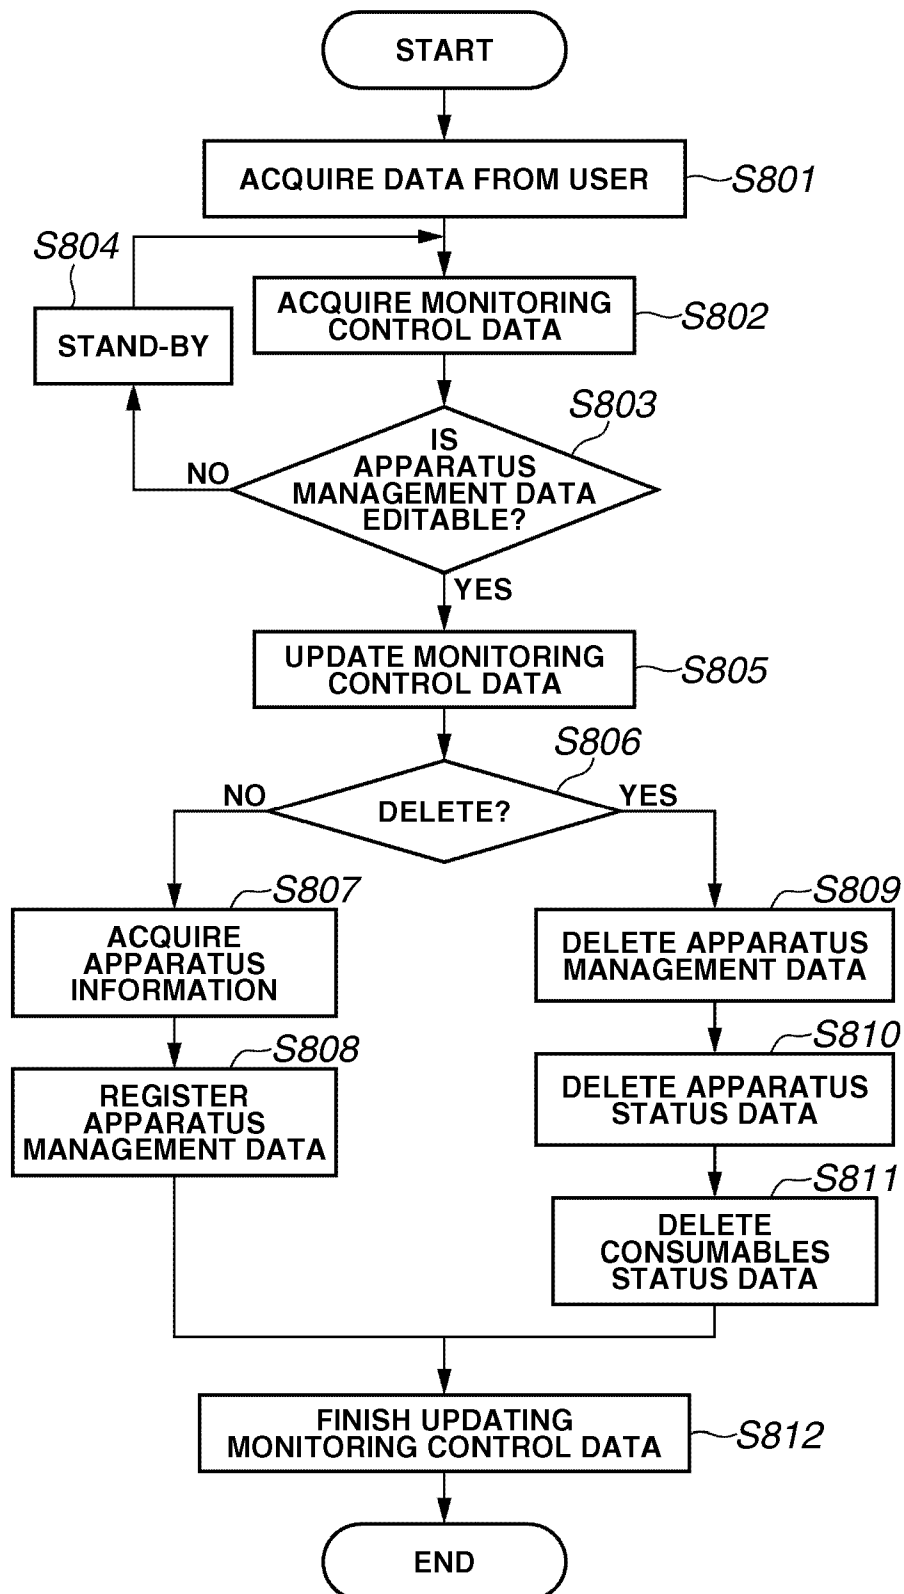 START
ACQUIRE DATA FROM USER
S801
S804
STAND-BY
ACQUIRE MONITORING
CONTROL DATA
S802
S803
IS
APPARATUS
MANAGEMENT DATA
EDITABLE?
NO
YES
UPDATE MONITORING
CONTROL DATA
S805
S806
DELETE?
NO
YES
S807
ACQUIRE
APPARATUS
INFORMATION
S808
REGISTER
APPARATUS
MANAGEMENT DATA
S809
DELETE APPARATUS
MANAGEMENT DATA
S810
DELETE APPARATUS
STATUS DATA
S811
DELETE
CONSUMABLES
STATUS DATA
FINISH UPDATING
MONITORING CONTROL DATA
S812
END